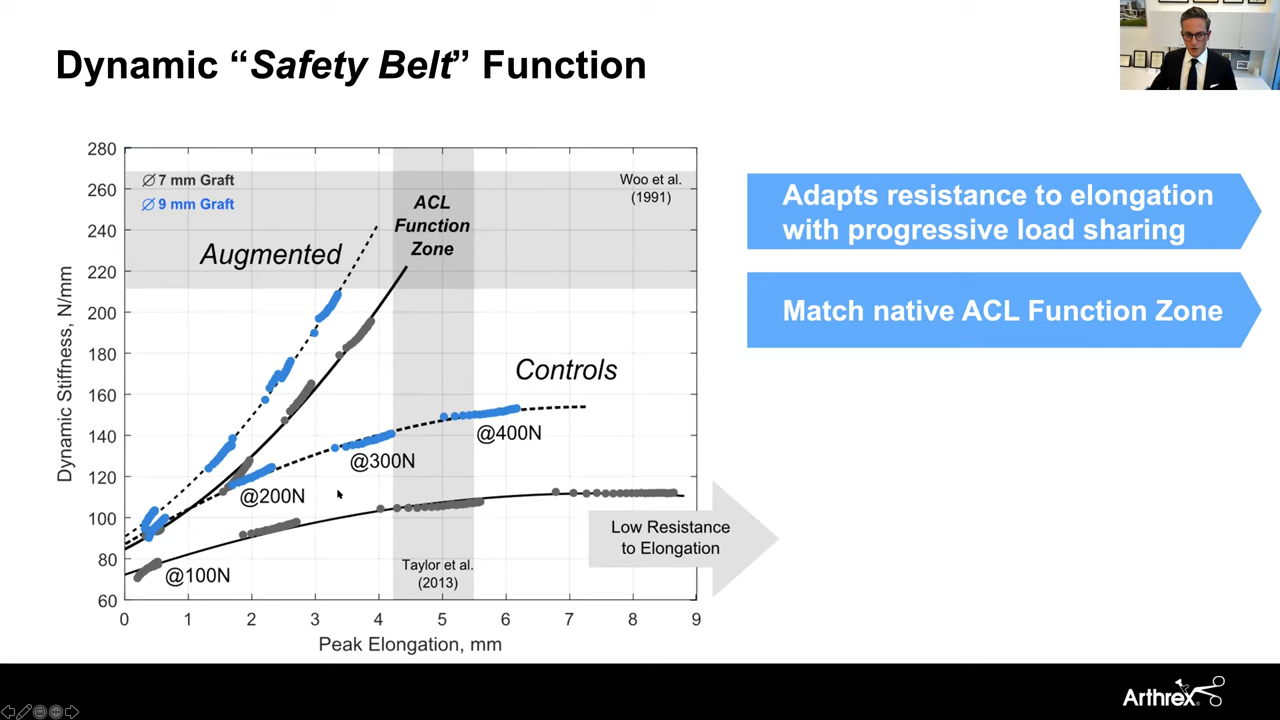 Dynamic “Safety Belt” Function
280
260
240
220
200
180
160
140
120
100
80
60
Dynamic Stiffness, N/mm
0
1
2
3
4
5
6
7
8
9
Peak Elongation, mm
∅ 7 mm Graft
∅ 9 mm Graft
Augmented
ACL
Function
Zone
Woo et al.
(1991)
Controls
@400N
@300N
@200N
@100N
Taylor et al.
(2013)
Low Resistance
to Elongation
Adapts resistance to elongation
with progressive load sharing
Match native ACL Function Zone
Arthrex